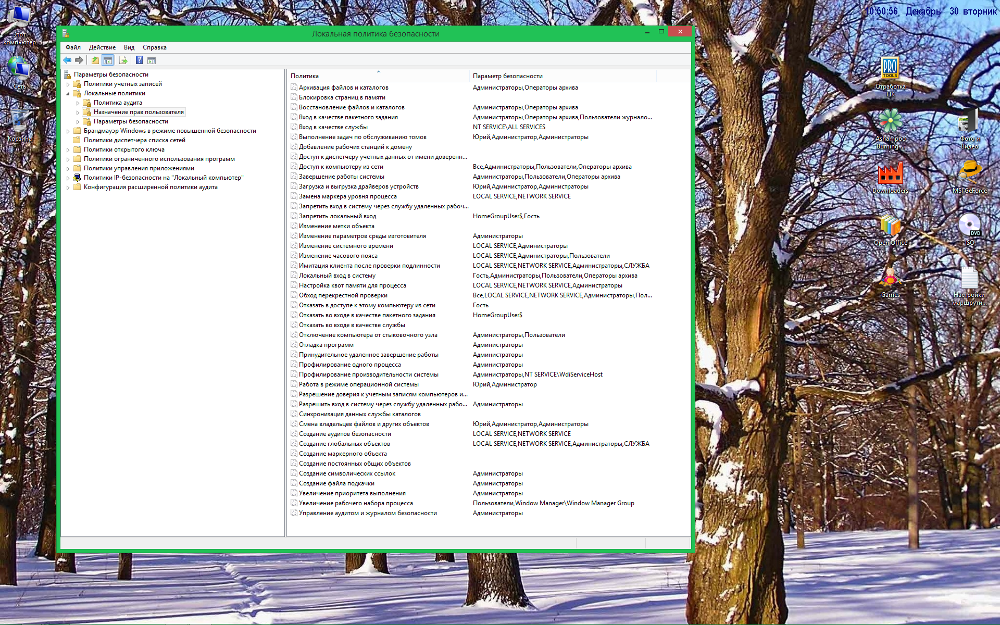 10:50:56 Декабрь 30 вторник
Этот
компьютер
Сеть
Корзина
Локальная политика безопасности
Файл Действие Вид Справка
Параметры безопасности
Политики учетных записей
Локальные политики
Политика аудита
Назначение прав пользователя
Параметры безопасности
Брандмауэр Windows в режиме повышенной безопасности
Политики диспетчера списка сетей
Политики открытого ключа
Политики ограниченного использования программ
Политики управления приложениями
Политики IP-безопасности на "Локальный компьютер"
Конфигурация расширенной политики аудита
Политика Параметр безопасности
Архивация файлов и каталогов Администраторы,Операторы архива
Блокировка страниц в памяти
Восстановление файлов и каталогов Администраторы,Операторы архива
Вход в качестве пакетного задания Администраторы,Операторы архива,Пользователи журнало...
Вход в качестве службы NT SERVICE\ALL SERVICES
Выполнение задач по обслуживанию томов Юрий,Администратор,Администраторы
Добавление рабочих станций к домену
Доступ к диспетчеру учетных данных от имени доверенн...
Доступ к компьютеру из сети Все,Администраторы,Пользователи,Операторы архива
Завершение работы системы Администраторы,Пользователи,Операторы архива
Загрузка и выгрузка драйверов устройств Юрий,Администратор,Администраторы
Замена маркера уровня процесса LOCAL SERVICE,NETWORK SERVICE
Запретить вход в систему через службу удаленных рабоч...
Запретить локальный вход HomeGroupUser$,Гость
Изменение метки объекта
Изменение параметров среды изготовителя Администраторы
Изменение системного времени LOCAL SERVICE,Администраторы
Изменение часового пояса LOCAL SERVICE,Администраторы,Пользователи
Имитация клиента после проверки подлинности LOCAL SERVICE,NETWORK SERVICE,Администраторы,СЛУЖБА
Локальный вход в систему Гость,Администраторы,Пользователи,Операторы архива
Настройка квот памяти для процесса LOCAL SERVICE,NETWORK SERVICE,Администраторы
Обход перекрестной проверки Все,LOCAL SERVICE,NETWORK SERVICE,Администраторы,Пол...
Отказать в доступе к этому компьютеру из сети Гость
Отказать во входе в качестве пакетного задания HomeGroupUser$
Отказать во входе в качестве службы
Отключение компьютера от стыковочного узла Администраторы,Пользователи
Отладка программ Администраторы
Принудительное удаленное завершение работы Администраторы
Профилирование одного процесса Администраторы
Профилирование производительности системы Администраторы,NT SERVICE\WdiServiceHost
Работа в режиме операционной системы Юрий,Администратор
Разрешение доверия к учетным записям компьютеров и...
Разрешить вход в систему через службу удаленных рабо... Администраторы
Синхронизация данных службы каталогов
Смена владельцев файлов и других объектов Юрий,Администратор,Администраторы
Создание аудитов безопасности LOCAL SERVICE,NETWORK SERVICE
Создание глобальных объектов LOCAL SERVICE,NETWORK SERVICE,Администраторы,СЛУЖБА
Создание маркерного объекта
Создание постоянных общих объектов
Создание символических ссылок Администраторы
Создание файла подкачки Администраторы
Увеличение приоритета выполнения Администраторы
Увеличение рабочего набора процесса Пользователи,Window Manager\Window Manager Group
Управление аудитом и журналом безопасности Администраторы
PRO
TOOLS
Отработка
ПК
Ashampoo
Burning ...
Фото и
Видео
Downloaders
MSI GeForce
Open Office
DVD
ISO
Games
Настройки
маршрути...